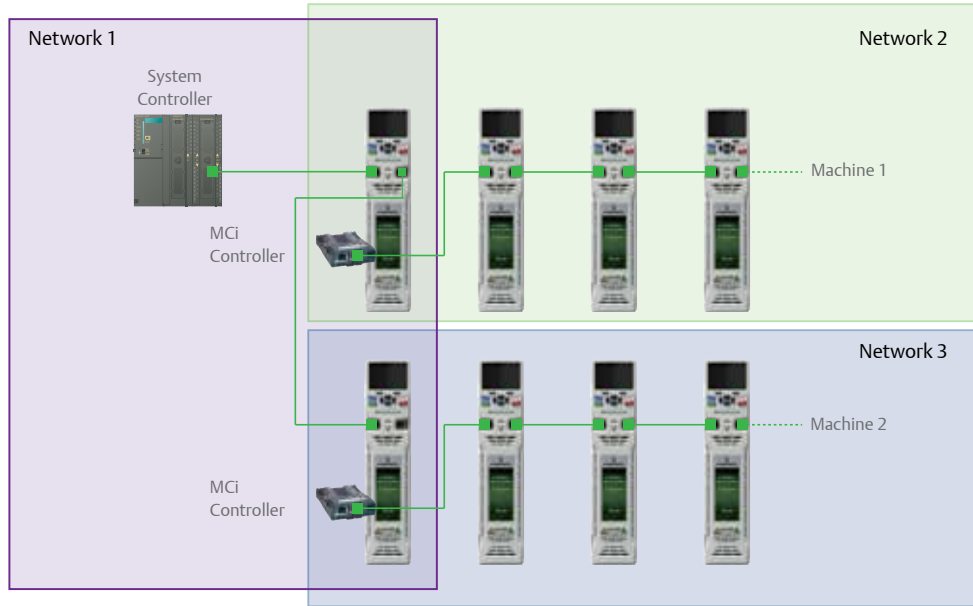 Network 1
Network 2
System
Controller
Machine 1
MCi
Controller
Network 3
Machine 2
MCi
Controller